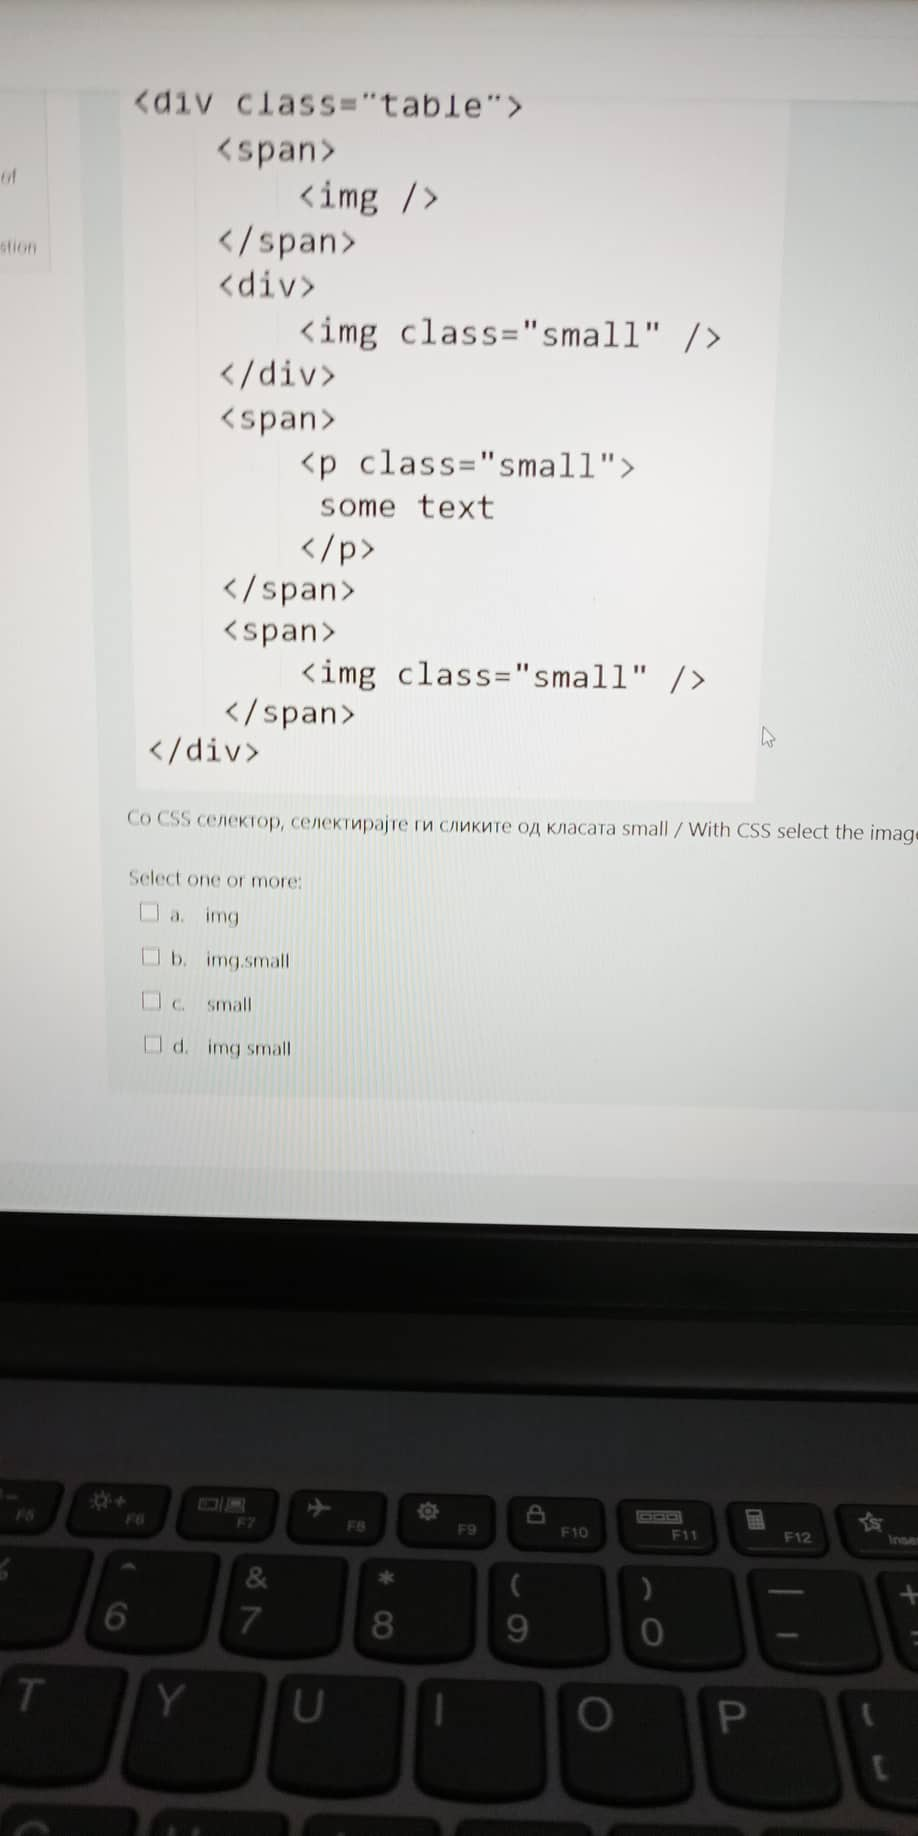 <div class="table">
<span>
<img />
</span>
<div>
<img class="small" />
</div>
<span>
<p class="small">
some text
</p>
</span>
<span>
<img class="small" />
</span>
</div>
of
stion
Со CSS селектор, селектирајте ги сликите од класата small / With CSS select the image
Select one or more:
a. img
b. img.small
c. small
d. img small
F5 F6 F7 F8 F9 F10 F11 F12 Inse
^ & * ( ) — +
6 7 8 9 0 -
T Y U I O P [